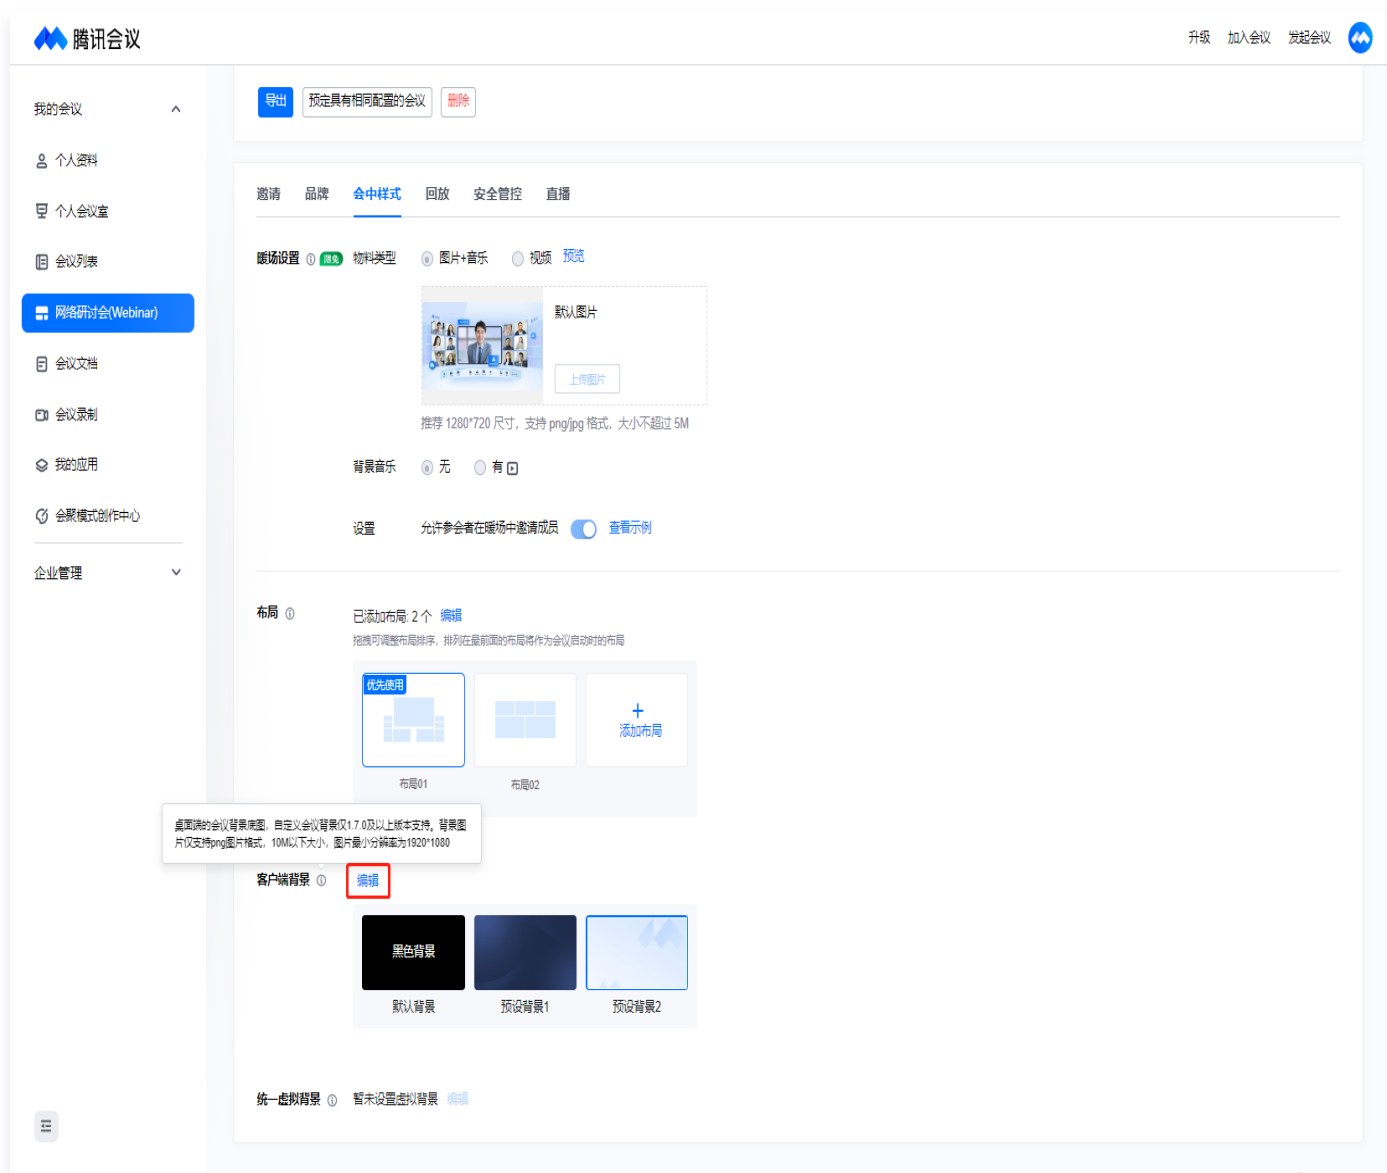 腾讯会议
升级 加入会议 发起会议
我的会议
个人资料
个人会议室
会议列表
网络研讨会(Webinar)
会议文档
会议录制
我的应用
会聚模式创作中心
企业管理
导出 预定具有相同配置的会议 删除
邀请 品牌 会中样式 回放 安全管控 直播
暖场设置 限免 物料类型 图片+音乐 视频 预览
默认图片
上传图片
推荐 1280*720 尺寸，支持 png/jpg 格式，大小不超过 5M
背景音乐 无 有
设置 允许参会者在暖场中邀请成员 查看示例
布局 已添加布局: 2 个 编辑
拖拽可调整布局排序，排列在最前面的布局将作为会议启动时的布局
优先使用
添加布局
布局01 布局02
桌面端的会议背景底图，自定义会议背景仅1.7.0及以上版本支持。背景图
片仅支持png图片格式，10M以下大小，图片最小分辨率为1920*1080
客户端背景 编辑
黑色背景
默认背景 预设背景1 预设背景2
统一虚拟背景 暂未设置虚拟背景 编辑